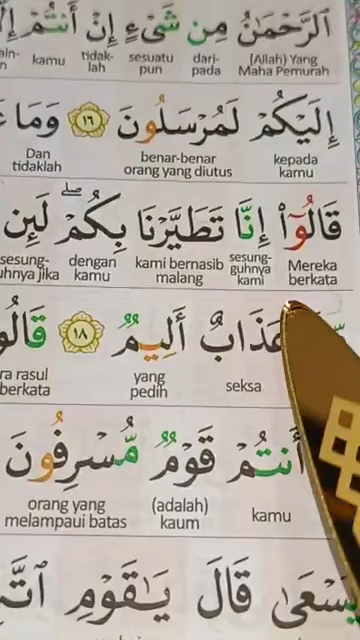 الرَّحْمَٰنُ مِن شَيْءٍ إِنْ أَنتُمْ
(Allah) Yang Maha Pemurah dari-pada sesuatu pun tidak-lah kamu
إِلَيْكُمْ لَمُرْسَلُونَ ١٦ وَمَا
kepada kamu benar-benar orang yang diutus Dan tidaklah
قَالُوٓا۟ إِنَّا تَطَيَّرْنَا بِكُمْ ۖ لَئِن
Mereka berkata sesung-guhnya kami kami bernasib malang dengan kamu sesung-uhnya jika
عَذَابٌ أَلِيمٌ ١٨ قَالُو
seksa yang pedih ra rasul berkata
أَنتُمْ قَوْمٌ مُّسْرِفُونَ
kamu (adalah) kaum orang yang melampaui batas
يَسْعَىٰ قَالَ يَٰقَوْمِ